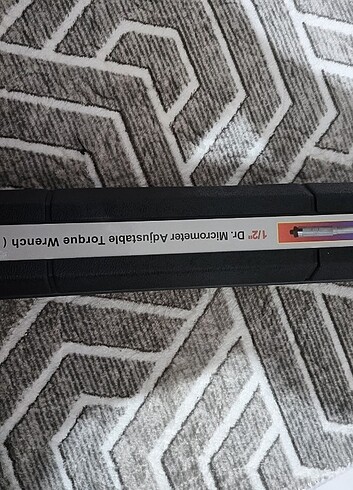 1/2" Dr. Micrometer Adjustable Torque Wrench (